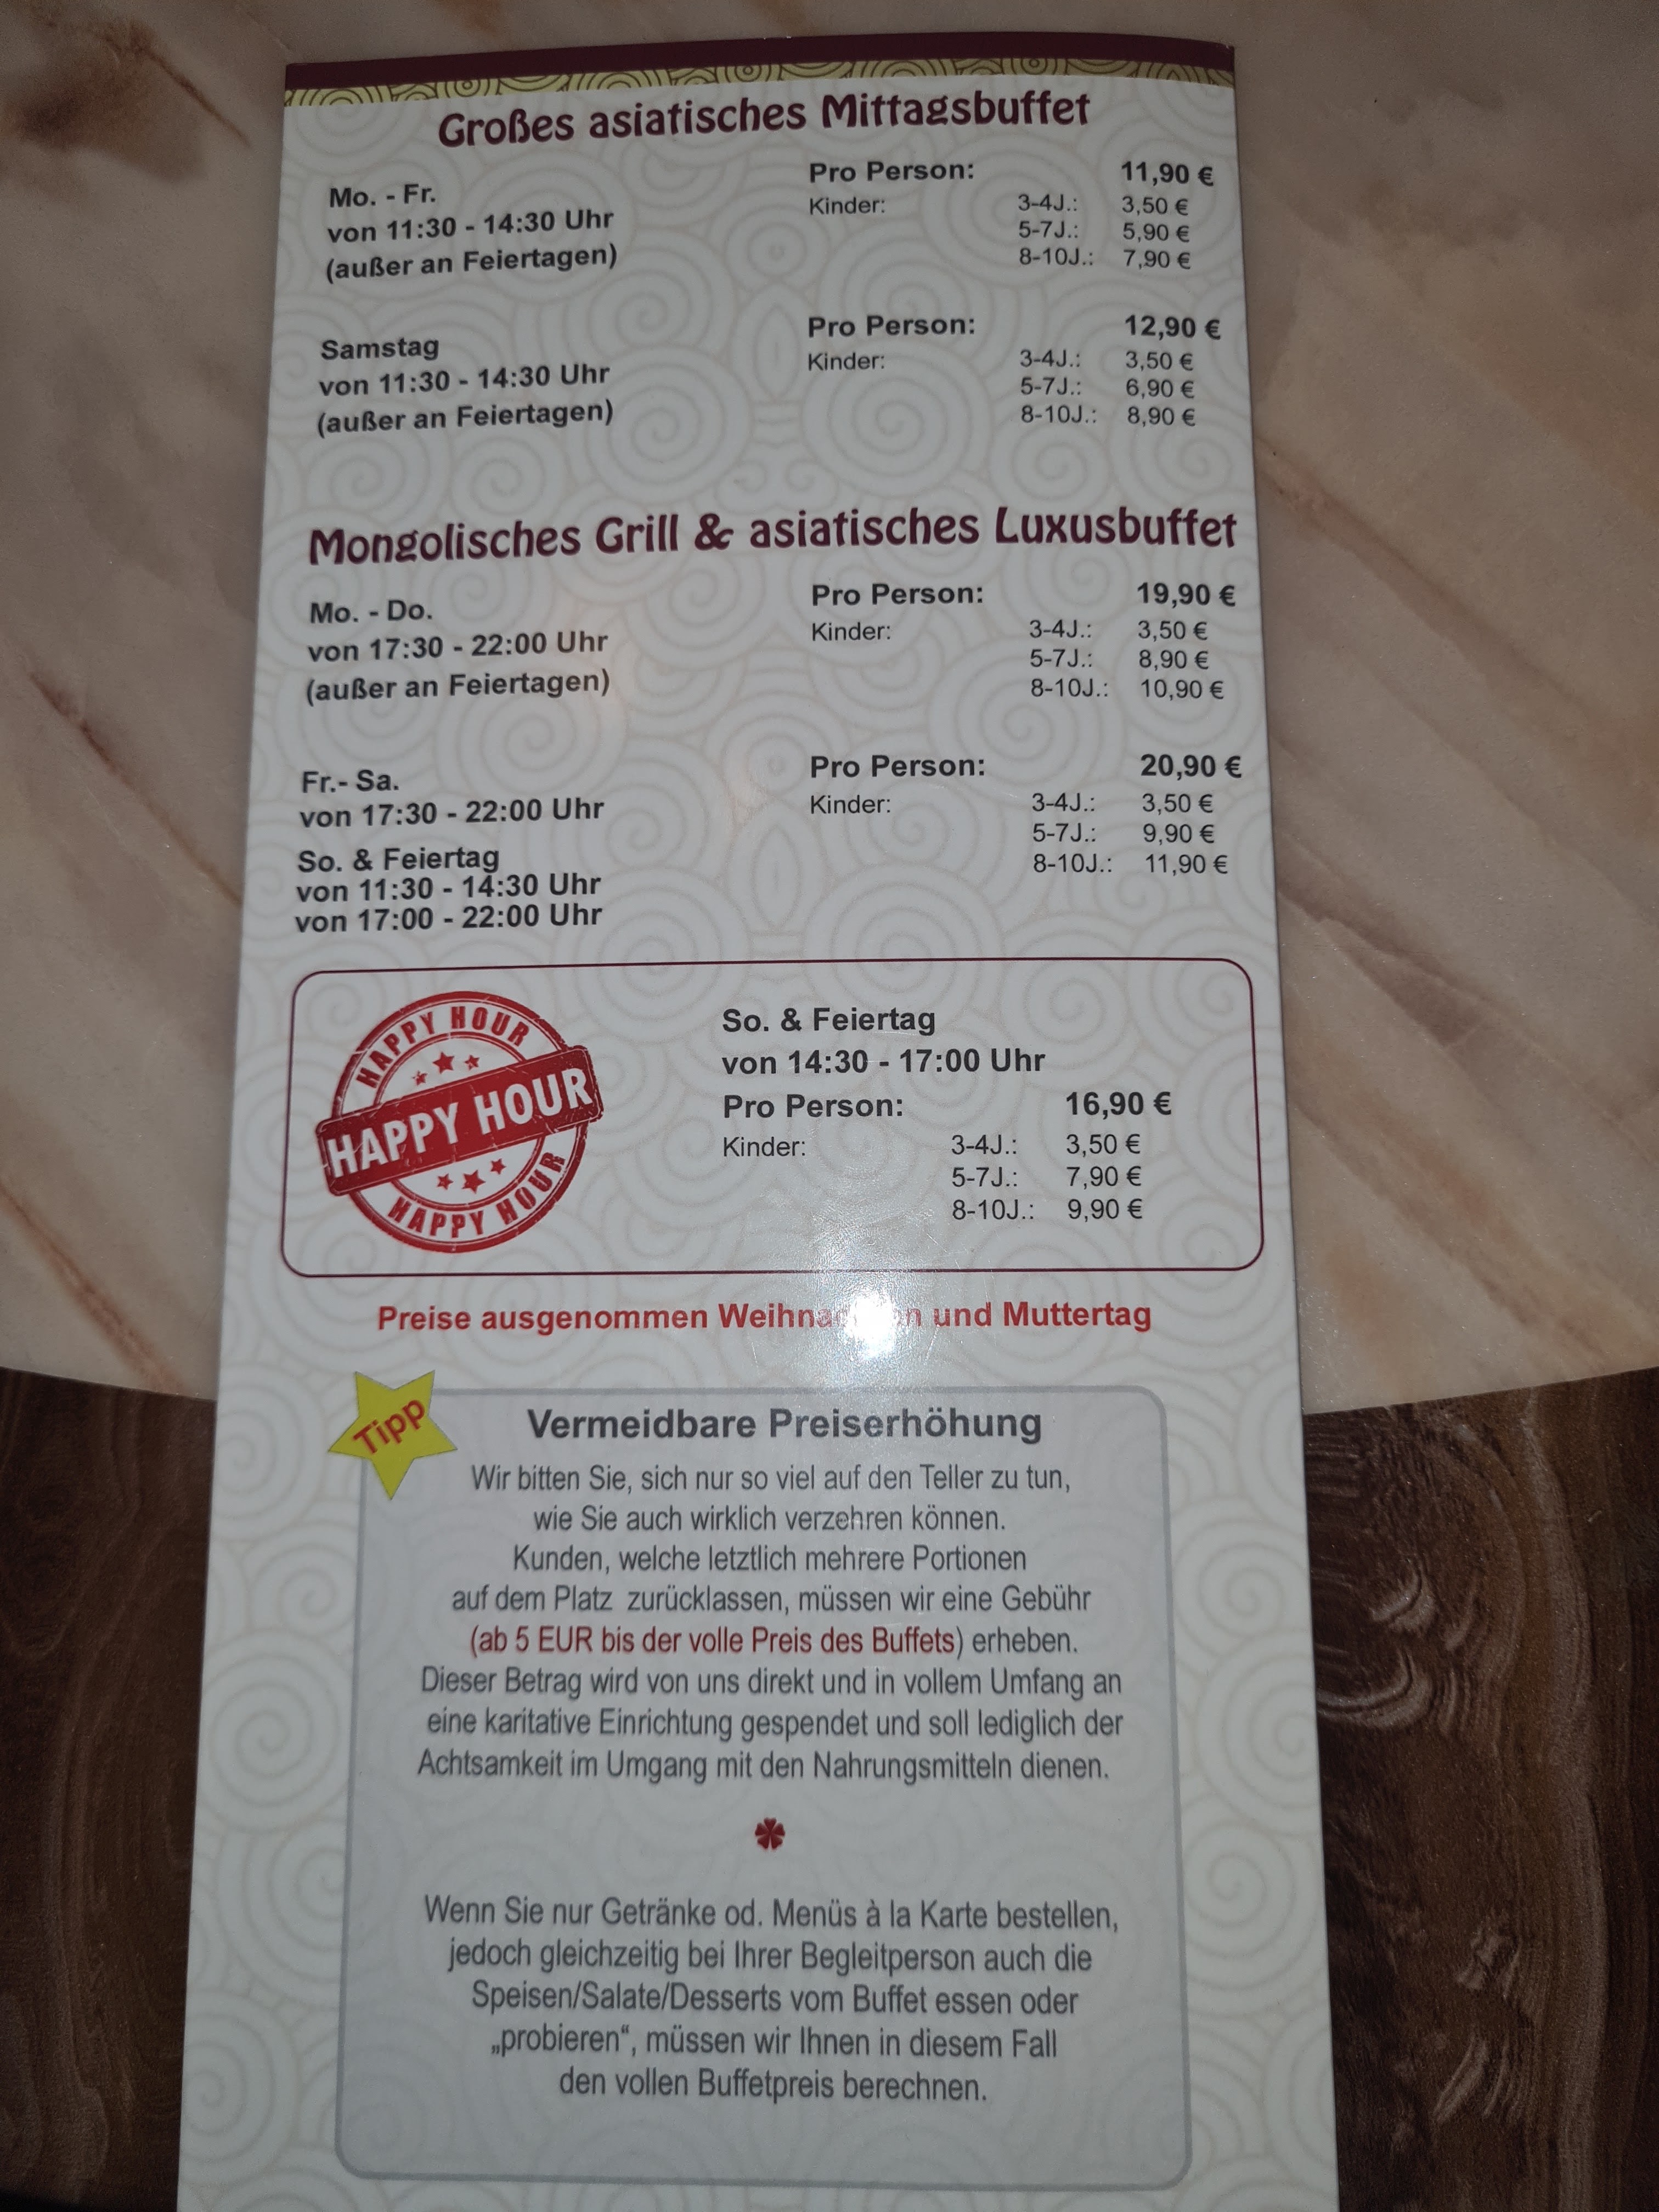 Großes asiatisches Mittagsbuffet
Mo. - Fr.
von 11:30 - 14:30 Uhr
(außer an Feiertagen)
Pro Person: 11,90 €
Kinder: 3-4J.: 3,50 €
5-7J.: 5,90 €
8-10J.: 7,90 €
Samstag
von 11:30 - 14:30 Uhr
(außer an Feiertagen)
Pro Person: 12,90 €
Kinder: 3-4J.: 3,50 €
5-7J.: 6,90 €
8-10J.: 8,90 €
Mongolisches Grill & asiatisches Luxusbuffet
Mo. - Do.
von 17:30 - 22:00 Uhr
(außer an Feiertagen)
Pro Person: 19,90 €
Kinder: 3-4J.: 3,50 €
5-7J.: 8,90 €
8-10J.: 10,90 €
Fr.- Sa.
von 17:30 - 22:00 Uhr
So. & Feiertag
von 11:30 - 14:30 Uhr
von 17:00 - 22:00 Uhr
Pro Person: 20,90 €
Kinder: 3-4J.: 3,50 €
5-7J.: 9,90 €
8-10J.: 11,90 €
HAPPY HOUR
HAPPY HOUR
HAPPY HOUR
So. & Feiertag
von 14:30 - 17:00 Uhr
Pro Person: 16,90 €
Kinder: 3-4J.: 3,50 €
5-7J.: 7,90 €
8-10J.: 9,90 €
Preise ausgenommen und Muttertag
Tipp
Vermeidbare Preiserhöhung
Wir bitten Sie, sich nur so viel auf den Teller zu tun,
wie Sie auch wirklich verzehren können.
Kunden, welche letztlich mehrere Portionen
auf dem Platz zurücklassen, müssen wir eine Gebühr
(ab 5 EUR bis der volle Preis des Buffets) erheben.
Dieser Betrag wird von uns direkt und in vollem Umfang an
eine karitative Einrichtung gespendet und soll lediglich der
Achtsamkeit im Umgang mit den Nahrungsmitteln dienen.
Wenn Sie nur Getränke od. Menüs à la Karte bestellen,
jedoch gleichzeitig bei Ihrer Begleitperson auch die
Speisen/Salate/Desserts vom Buffet essen oder
„probieren“, müssen wir Ihnen in diesem Fall
den vollen Buffetpreis berechnen.